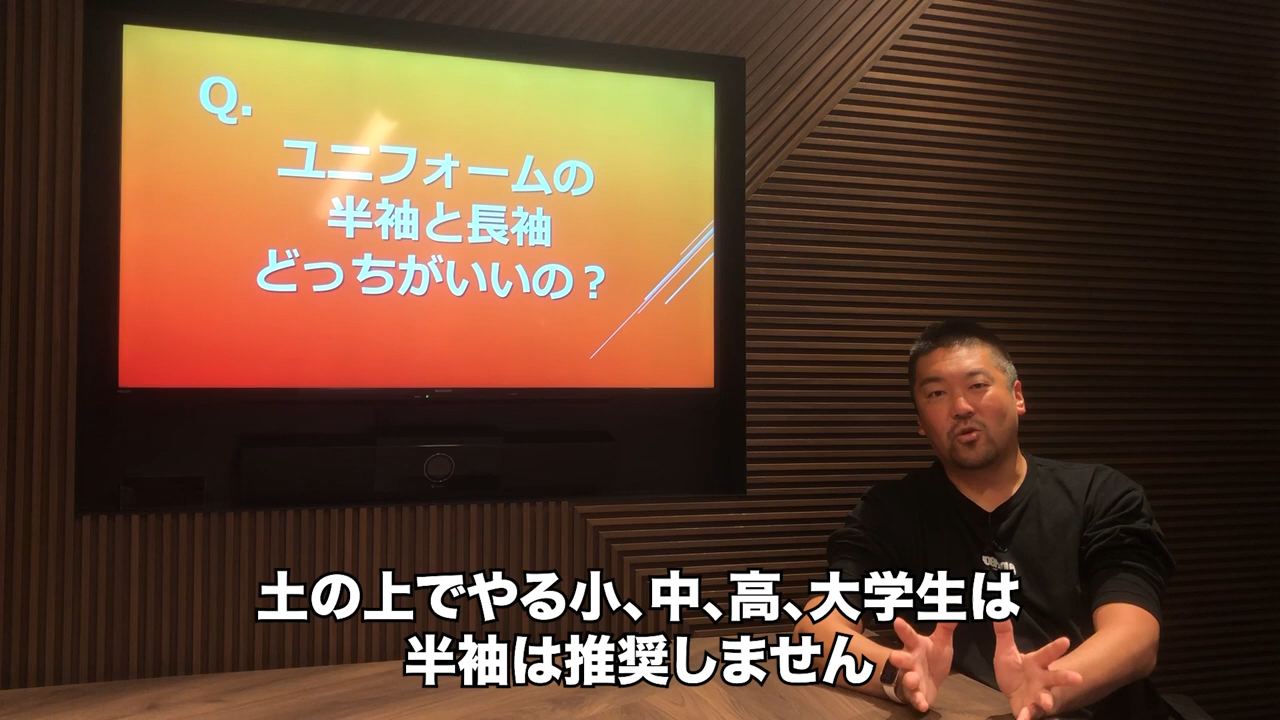 Q.
ユニフォームの
半袖と長袖
どっちがいいの？
土の上でやる小、中、高、大学生は
半袖は推奨しません